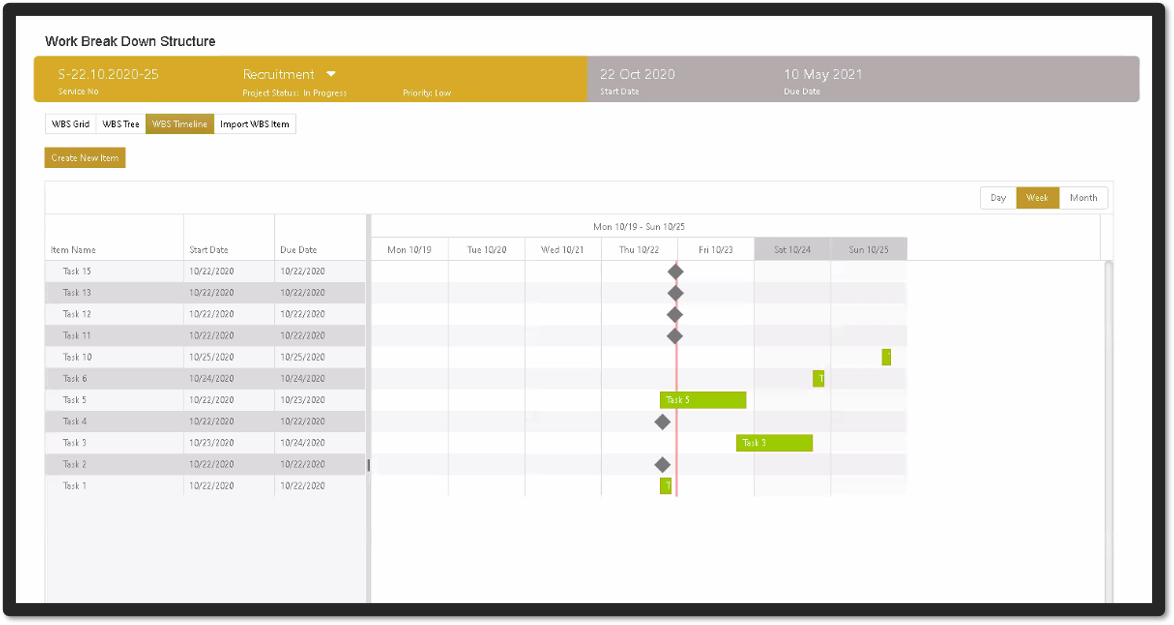 Work Break Down Structure
S-22.10.2020-25 Recruitment 22 Oct 2020 10 May 2021
Service No Project Status: In Progress Priority: Low Start Date Due Date
WBS Grid WBS Tree WBS Timeline Import WBS Item
Create New Item
Day Week Month
Mon 10/19 - Sun 10/25
Item Name Start Date Due Date Mon 10/19 Tue 10/20 Wed 10/21 Thu 10/22 Fri 10/23 Sat 10/24 Sun 10/25
Task 15 10/22/2020 10/22/2020
Task 13 10/22/2020 10/22/2020
Task 12 10/22/2020 10/22/2020
Task 11 10/22/2020 10/22/2020
Task 10 10/25/2020 10/25/2020
Task 6 10/24/2020 10/24/2020 T
Task 5 10/22/2020 10/23/2020 Task 5
Task 4 10/22/2020 10/22/2020
Task 3 10/23/2020 10/24/2020 Task 3
Task 2 10/22/2020 10/22/2020
Task 1 10/22/2020 10/22/2020 T